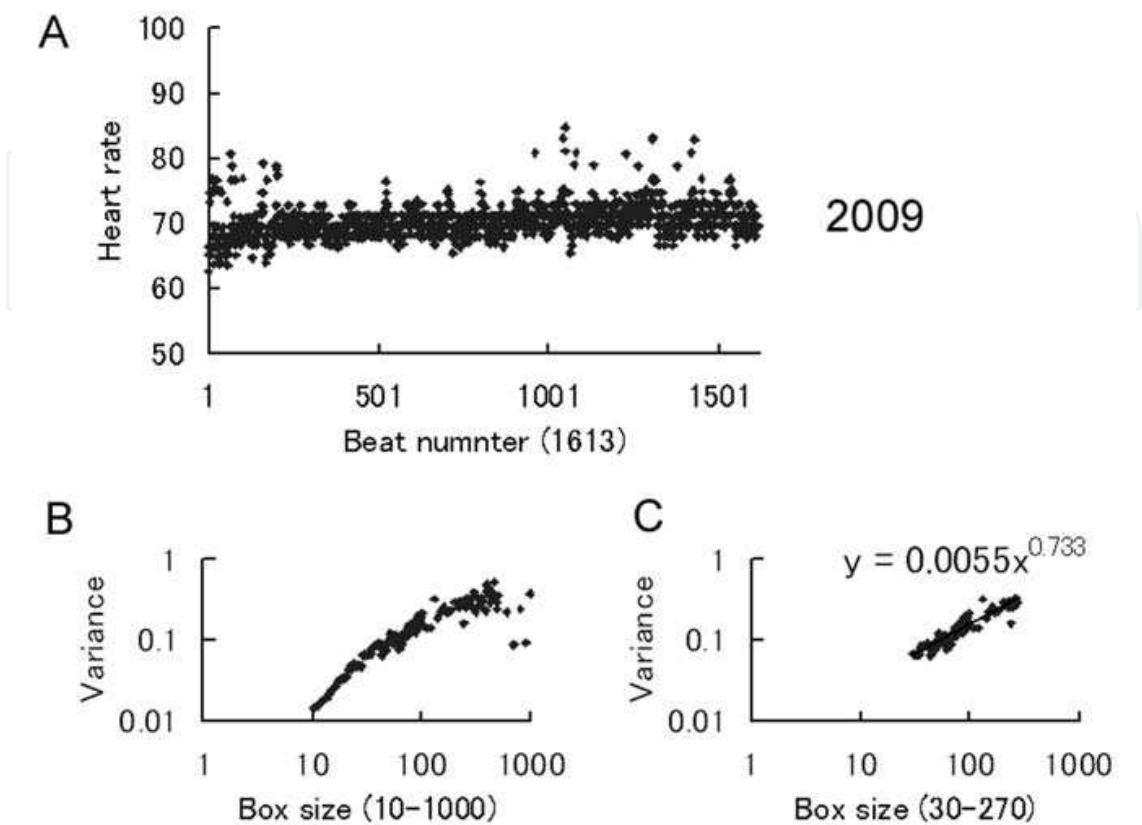 A
100
90
80
70
60
50
Heart rate
1 501 1001 1501
Beat numnter (1613)
2009
B
1
0.1
0.01
Variance
1 10 100 1000
Box size (10-1000)
C
y = 0.0055x^0.733
1
0.1
0.01
Variance
1 10 100 1000
Box size (30-270)